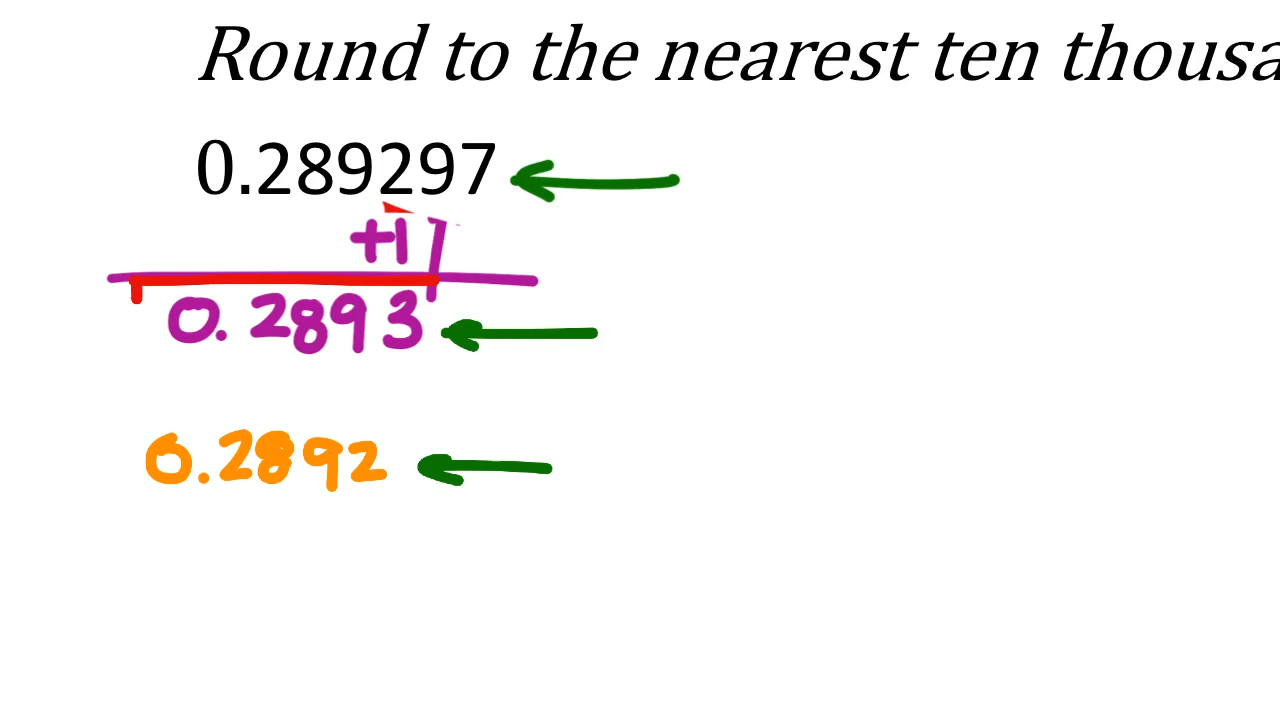 Round to the nearest ten thousa
0.289297
+1
0.2893
0.2892